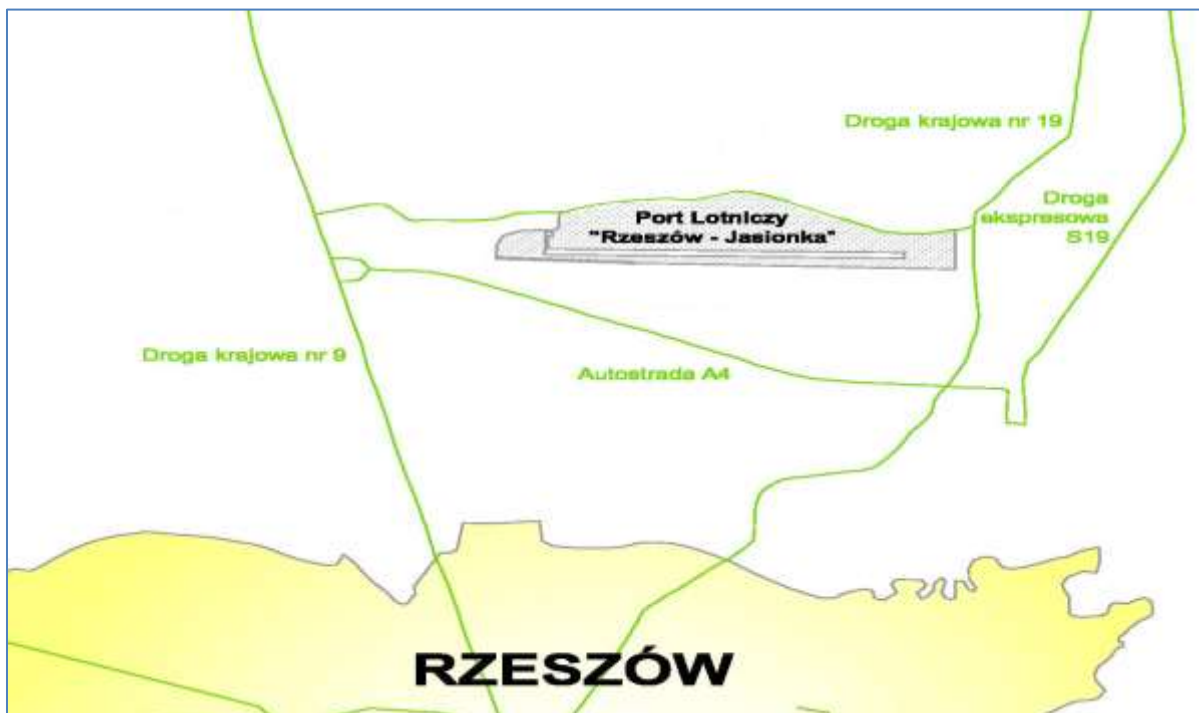 Droga krajowa nr 19
Droga
ekspresowa
S19
Port Lotniczy
"Rzeszów - Jasionka"
Droga krajowa nr 9
Autostrada A4
RZESZÓW